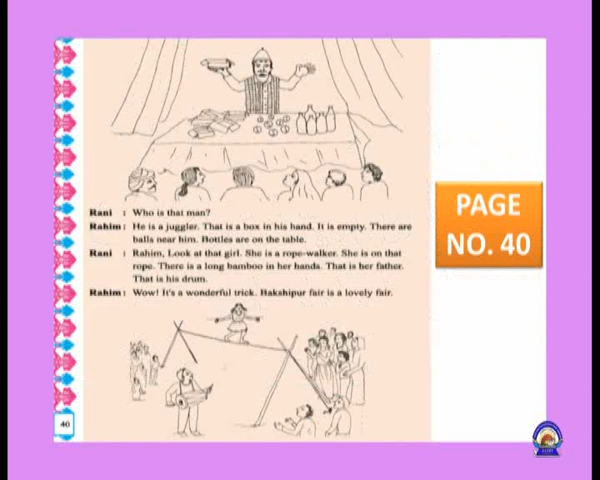 Rani : Who is that man?
Rahim : He is a juggler. That is a box in his hand. It is empty. There are
balls near him. Bottles are on the table.
Rani : Rahim, Look at that girl. She is a rope-walker. She is on that
rope. There is a long bamboo in her hands. That is her father.
That is his drum.
Rahim : Wow! It's a wonderful trick. Bakshipur fair is a lovely fair.
40
PAGE
NO. 40